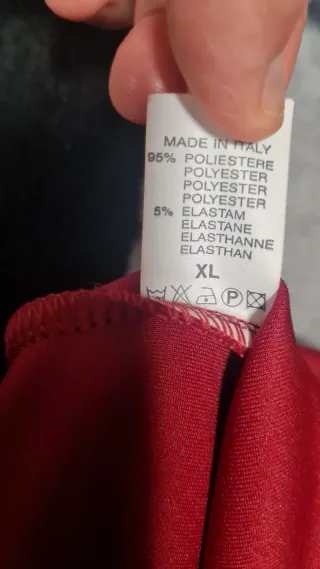 MADE IN ITALY
95% POLIESTERE
POLYESTER
POLYESTER
POLYESTER
5% ELASTAM
ELASTANE
ELASTHANNE
ELASTHAN
XL
P